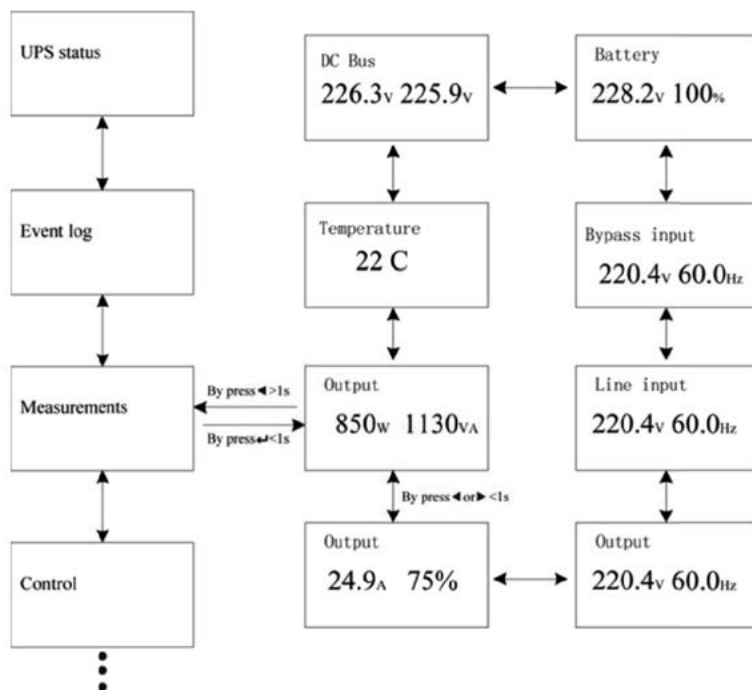 UPS status
Event log
Measurements
Control
By press ◀ >1s
By press ↵ <1s
DC Bus
226.3V 225.9V
Temperature
22 C
Output
850W 1130VA
By press ◀ or ▶ <1s
Output
24.9A 75%
Battery
228.2V 100%
Bypass input
220.4V 60.0Hz
Line input
220.4V 60.0Hz
Output
220.4V 60.0Hz